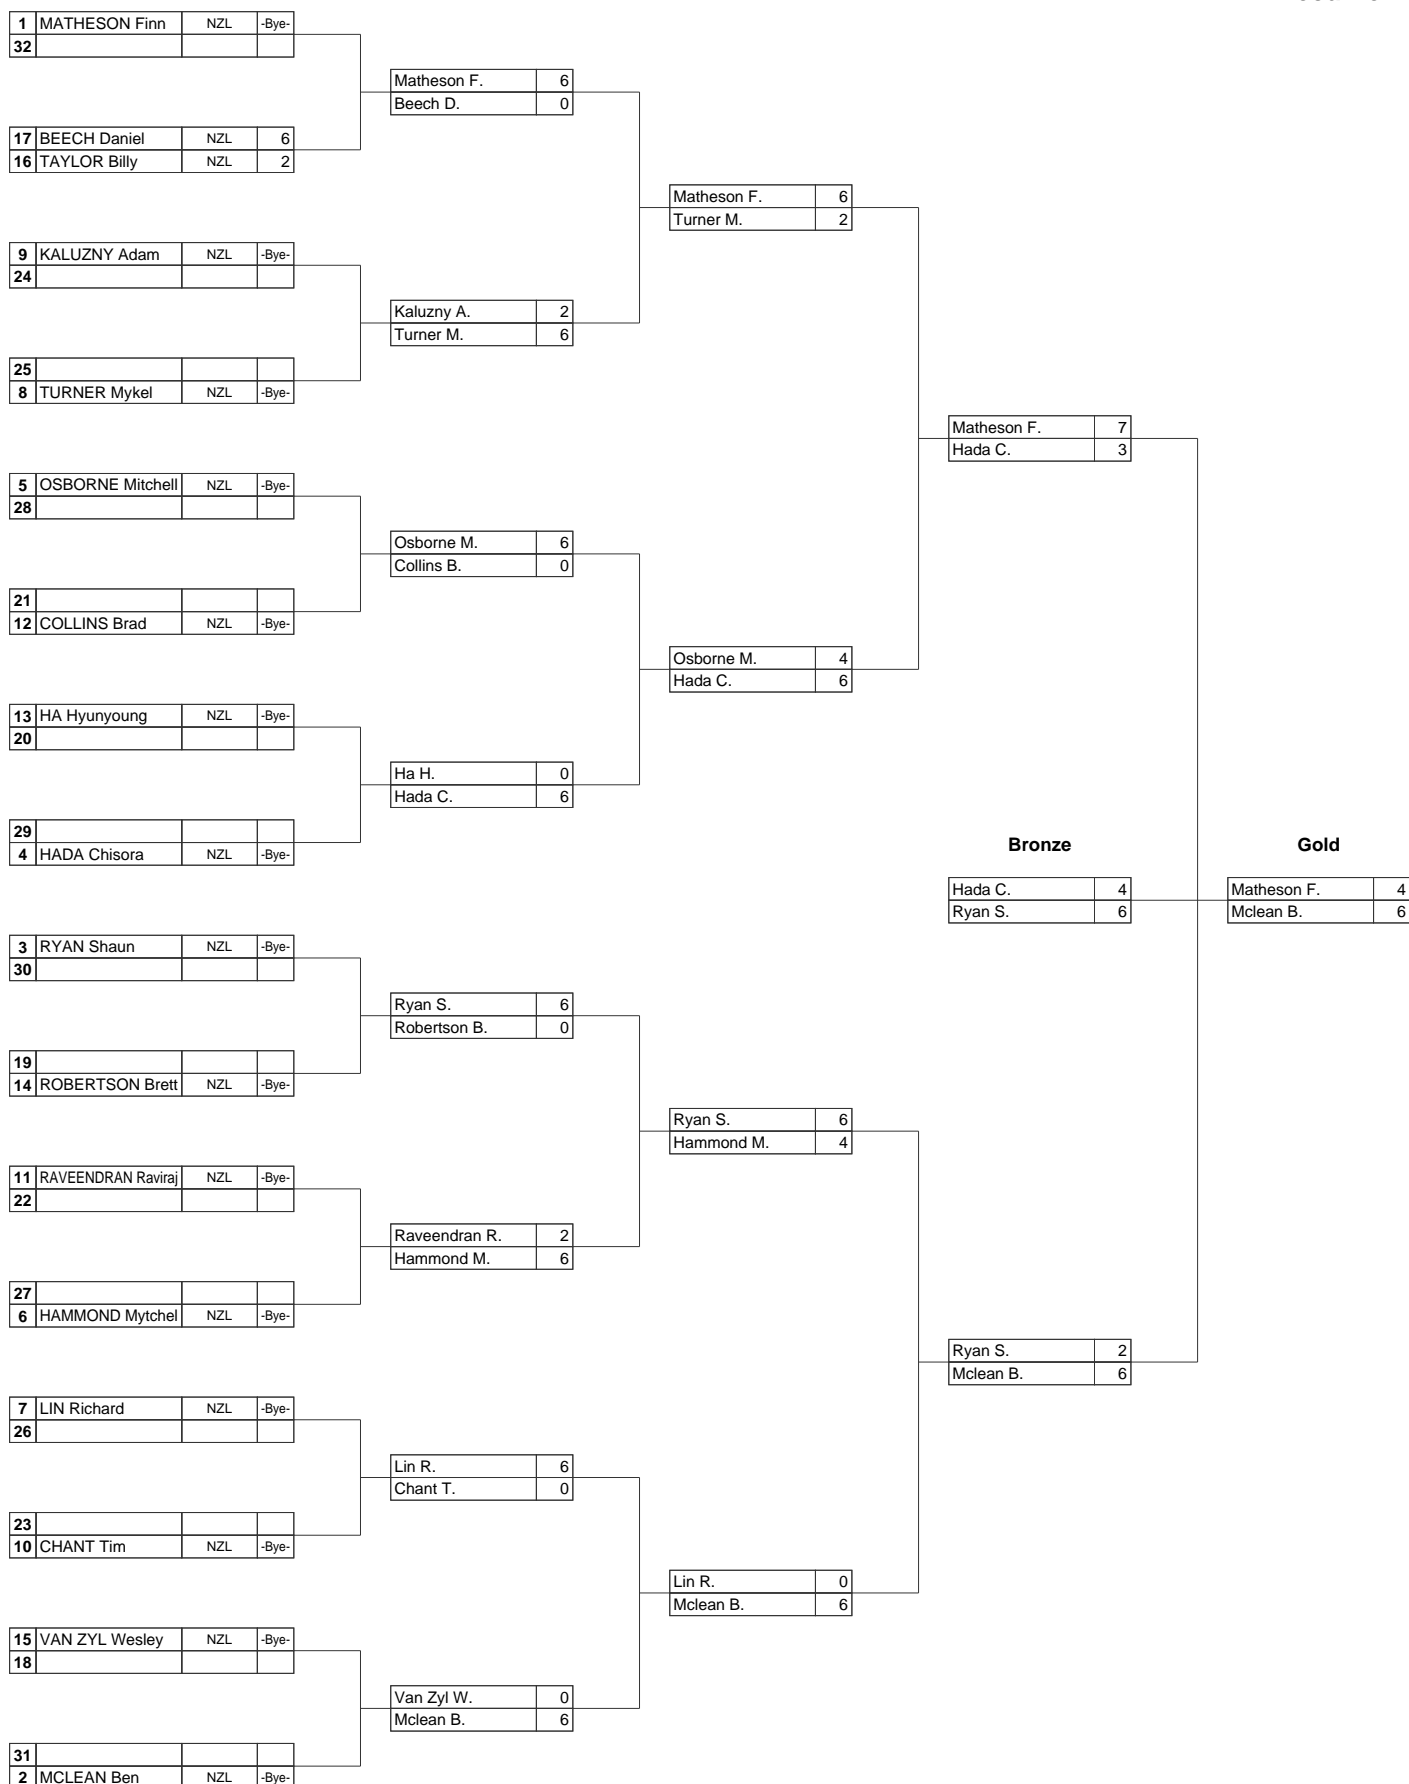 1 MATHESON Finn NZL -Bye-
32
Matheson F. 6
Beech D. 0
17 BEECH Daniel NZL 6
16 TAYLOR Billy NZL 2
Matheson F. 6
Turner M. 2
9 KALUZNY Adam NZL -Bye-
24
Kaluzny A. 2
Turner M. 6
25
8 TURNER Mykel NZL -Bye-
Matheson F. 7
Hada C. 3
5 OSBORNE Mitchell NZL -Bye-
28
Osborne M. 6
Collins B. 0
21
12 COLLINS Brad NZL -Bye-
Osborne M. 4
Hada C. 6
13 HA Hyunyoung NZL -Bye-
20
Ha H. 0
Hada C. 6
29
4 HADA Chisora NZL -Bye-
Bronze Gold
Hada C. 4 Matheson F. 4
Ryan S. 6 Mclean B. 6
3 RYAN Shaun NZL -Bye-
30
Ryan S. 6
Robertson B. 0
19
14 ROBERTSON Brett NZL -Bye-
Ryan S. 6
Hammond M. 4
11 RAVEENDRAN Raviraj NZL -Bye-
22
Raveendran R. 2
Hammond M. 6
27
6 HAMMOND Mytchel NZL -Bye-
Ryan S. 2
Mclean B. 6
7 LIN Richard NZL -Bye-
26
Lin R. 6
Chant T. 0
23
10 CHANT Tim NZL -Bye-
Lin R. 0
Mclean B. 6
15 VAN ZYL Wesley NZL -Bye-
18
Van Zyl W. 0
Mclean B. 6
31
2 MCLEAN Ben NZL -Bye-